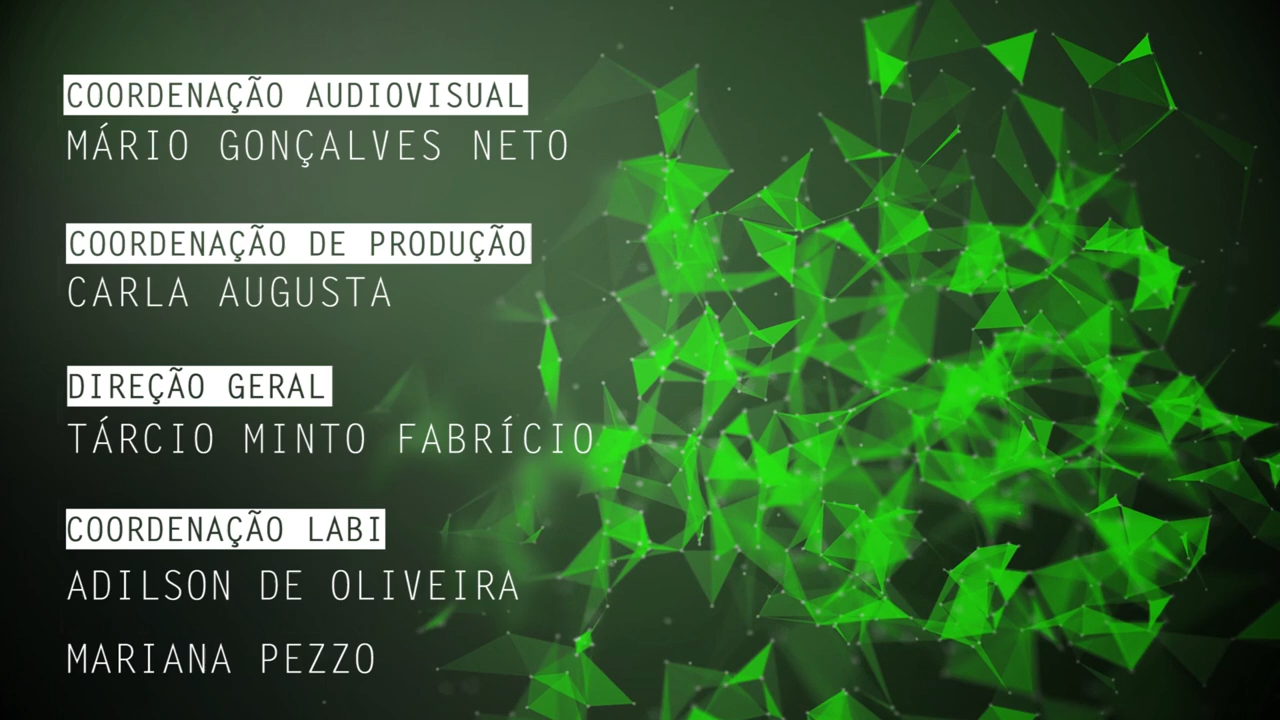 COORDENAÇÃO AUDIOVISUAL
MÁRIO GONÇALVES NETO
COORDENAÇÃO DE PRODUÇÃO
CARLA AUGUSTA
DIREÇÃO GERAL
TÁRCIO MINTO FABRÍCIO
COORDENAÇÃO LABI
ADILSON DE OLIVEIRA
MARIANA PEZZO